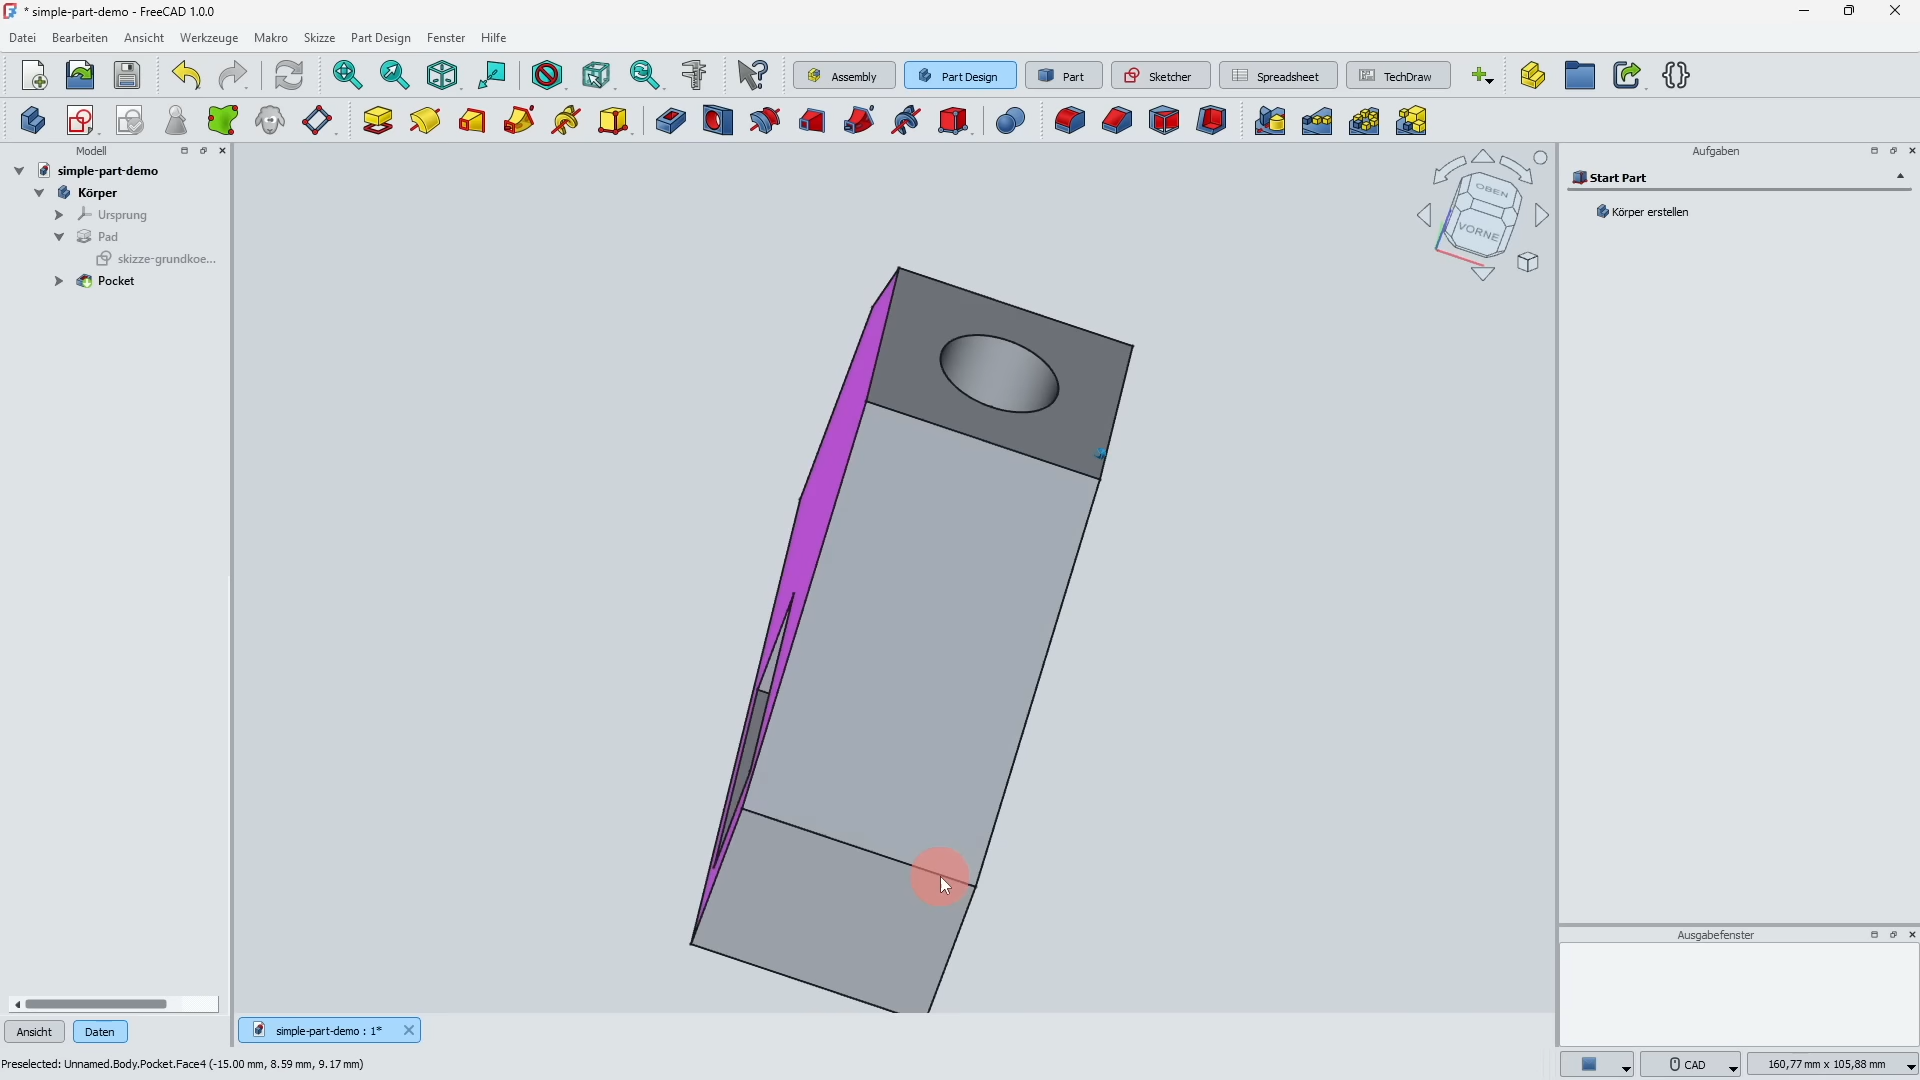 * simple-part-demo - FreeCAD 1.0.0
Datei Bearbeiten Ansicht Werkzeuge Makro Skizze Part Design Fenster Hilfe
Assembly Part Design Part Sketcher Spreadsheet TechDraw
Modell
simple-part-demo
Körper
Ursprung
Pad
skizze-grundkoe...
Pocket
OBEN
VORNE
Aufgaben
Start Part
Körper erstellen
Ausgabefenster
Ansicht Daten
simple-part-demo : 1*
Preselected: Unnamed.Body.Pocket.Face4 (-15.00 mm, 8.59 mm, 9.17 mm)
CAD
160,77 mm x 105,88 mm